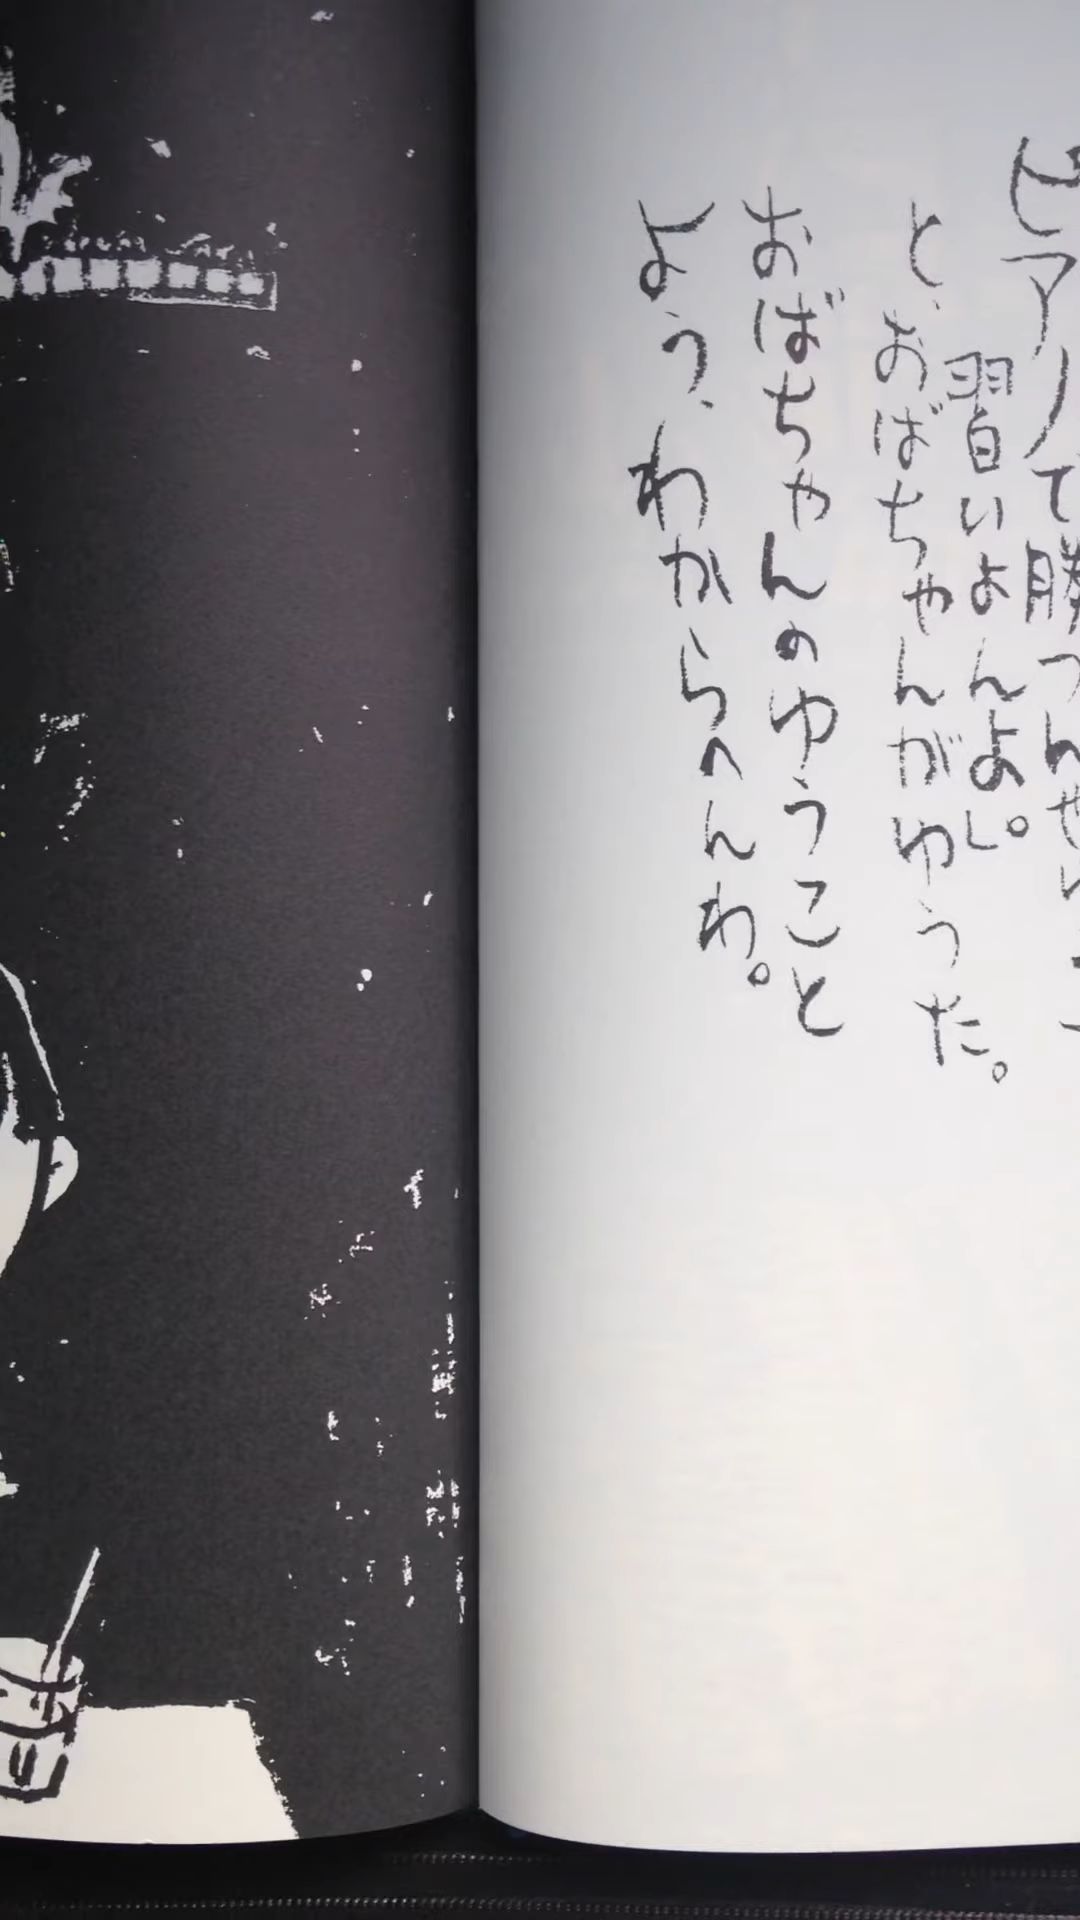 ピアノて勝つんや
習いよんよ」。
と、おばちゃんがゆうた。
おばちゃんのゆうこと
よう、わからへんわ。